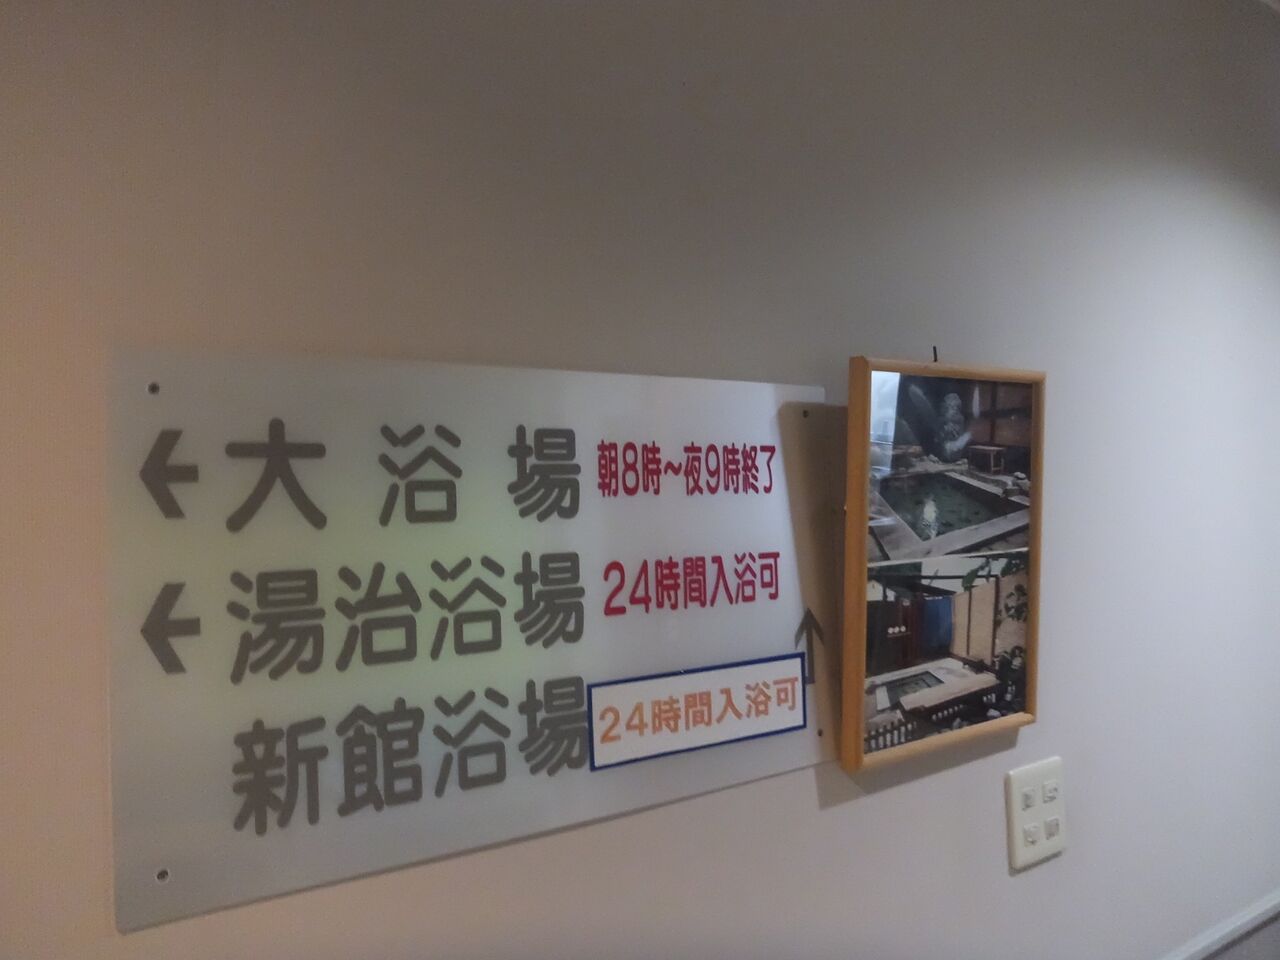 ←大浴場 朝8時～夜9時終了
←湯治浴場 24時間入浴可
新館浴場 24時間入浴可↑